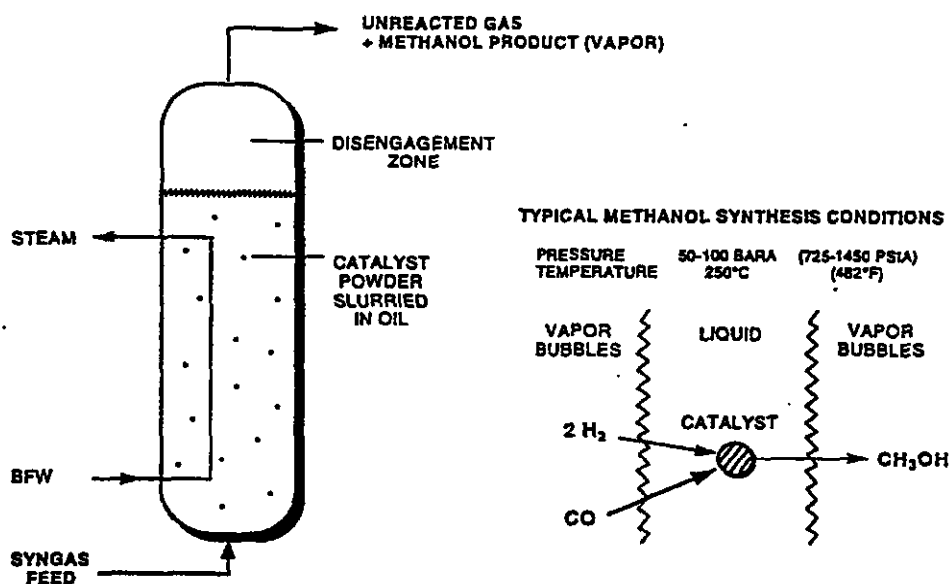 UNREACTED GAS
+ METHANOL PRODUCT (VAPOR)
DISENGAGEMENT
ZONE
STEAM
CATALYST
POWDER
SLURRIED
IN OIL
BFW
SYNGAS
FEED
TYPICAL METHANOL SYNTHESIS CONDITIONS
PRESSURE 50-100 BARA (725-1450 PSIA)
TEMPERATURE 250°C (482°F)
VAPOR BUBBLES
LIQUID
VAPOR BUBBLES
2 H₂
CATALYST
CH₃OH
CO